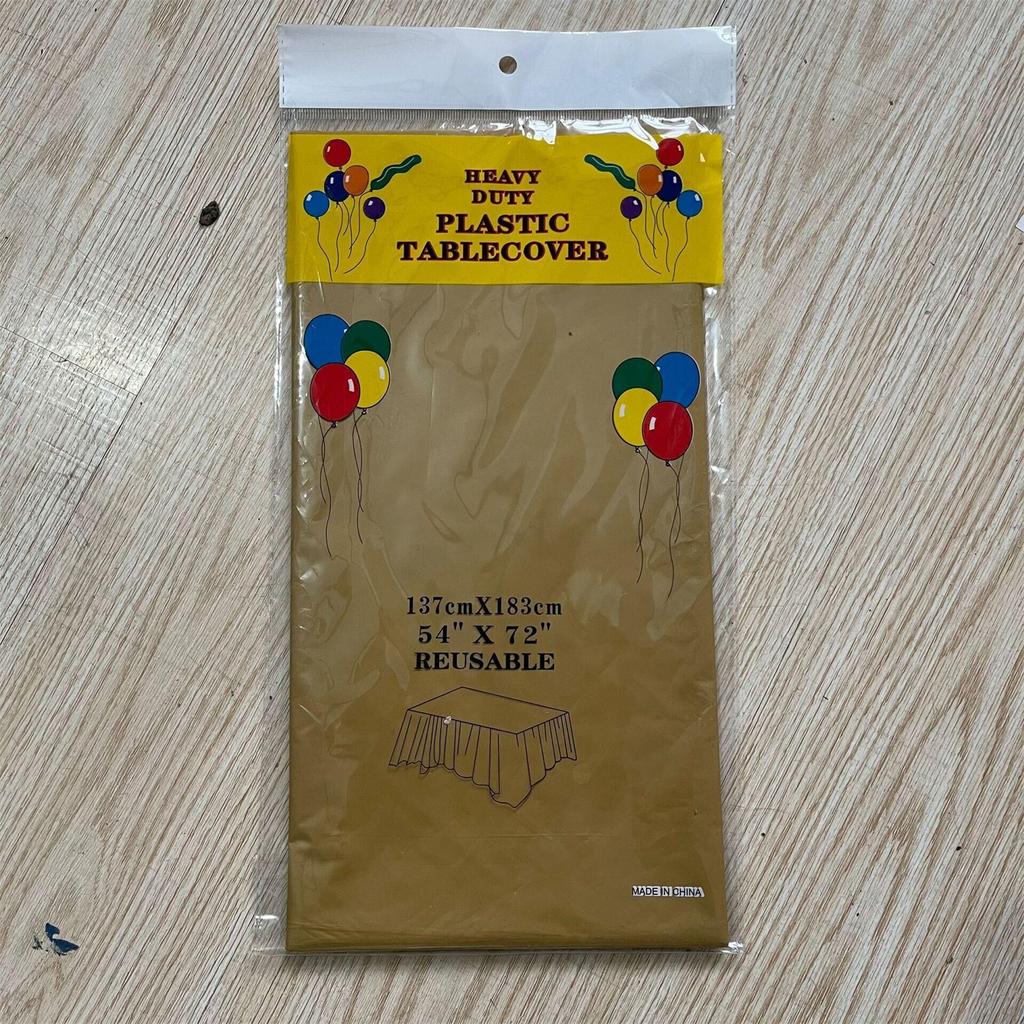 HEAVY
DUTY
PLASTIC
TABLECOVER
137cmX183cm
54" X 72"
REUSABLE
MADE IN CHINA